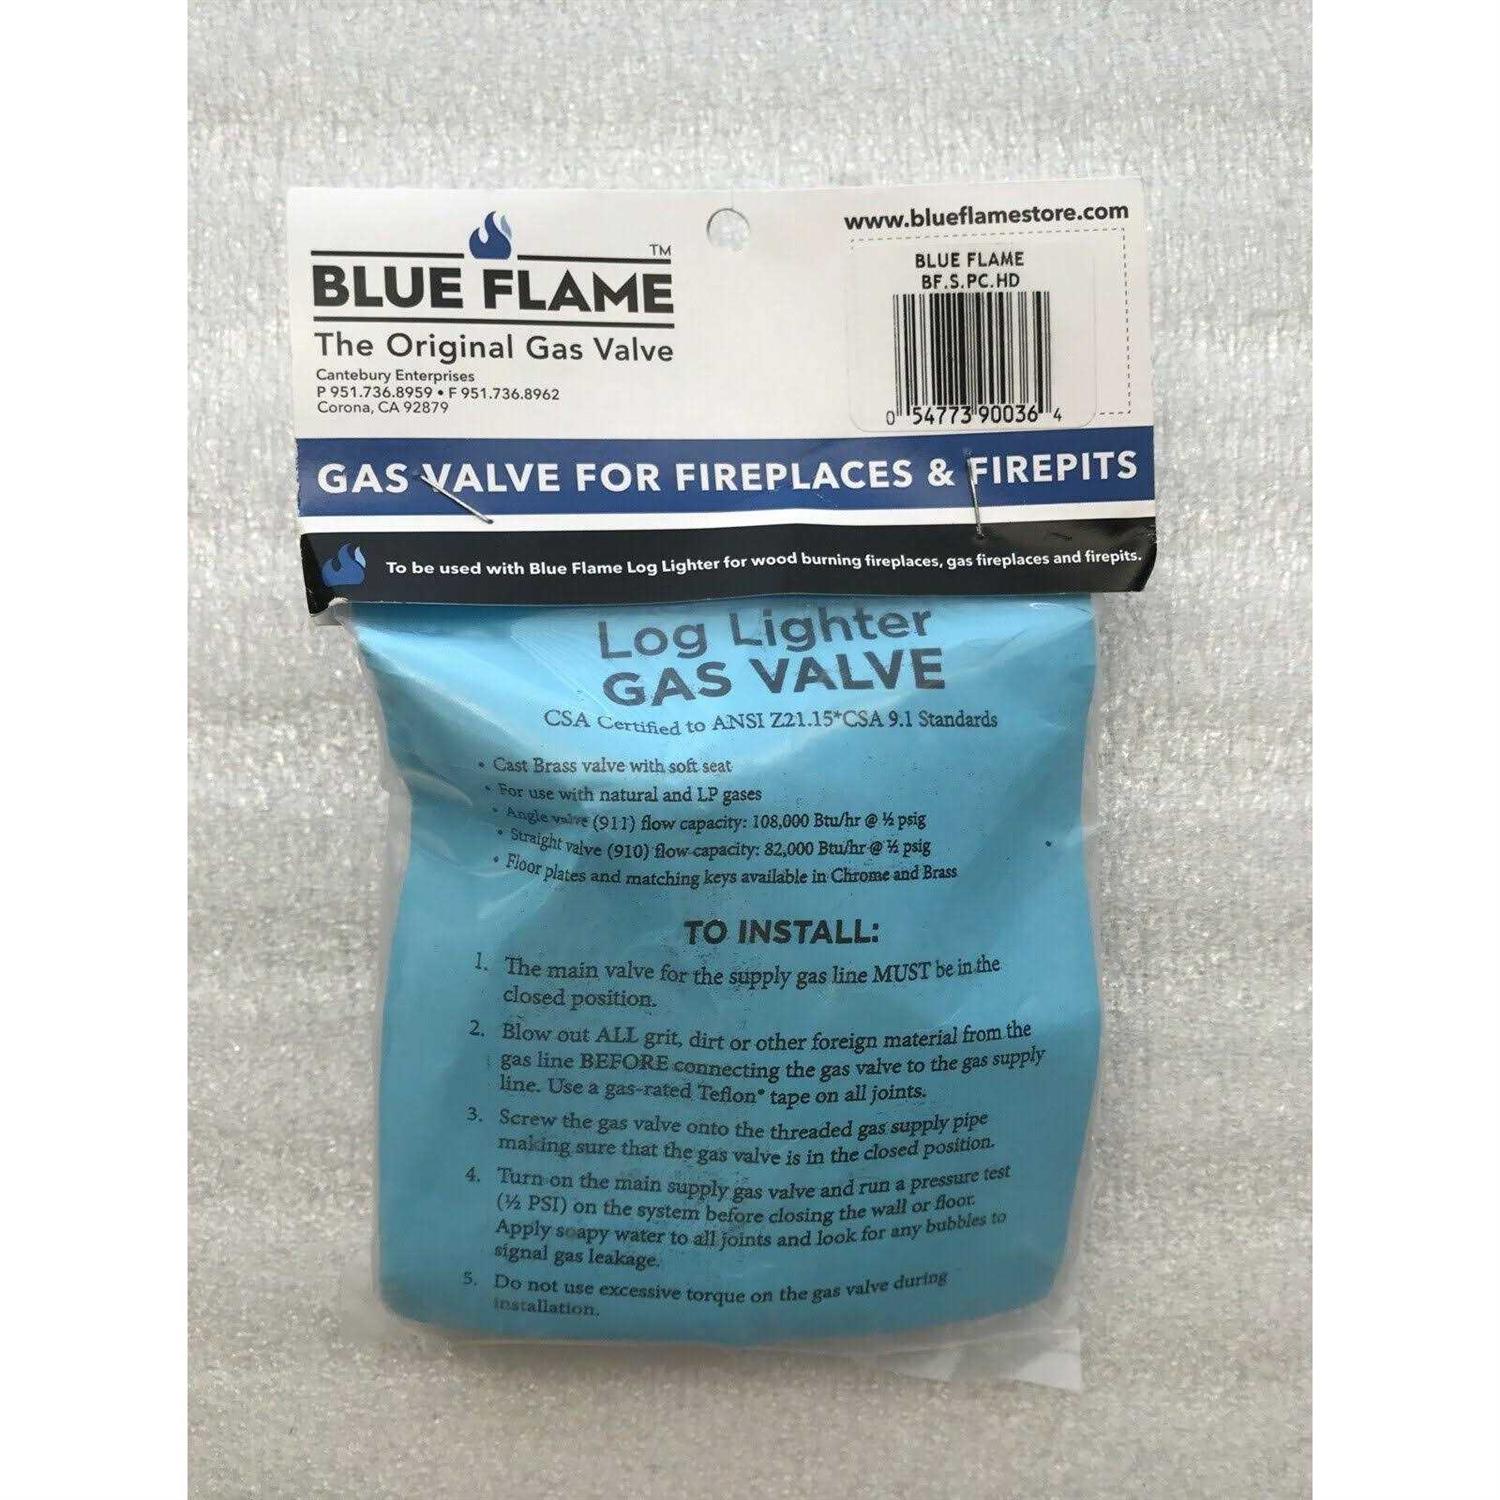 BLUE FLAME™
The Original Gas Valve
Cantebury Enterprises
P 951.736.8959 • F 951.736.8962
Corona, CA 92879
www.blueflamestore.com
BLUE FLAME
BF.S.PC.HD
0 54773 90036 4
GAS VALVE FOR FIREPLACES & FIREPITS
To be used with Blue Flame Log Lighter for wood burning fireplaces, gas fireplaces and firepits.
Log Lighter
GAS VALVE
CSA Certified to ANSI Z21.15*CSA 9.1 Standards
• Cast Brass valve with soft seat
• For use with natural and LP gases
• Angle valve (911) flow capacity: 108,000 Btu/hr @ ½ psig
• Straight valve (910) flow capacity: 82,000 Btu/hr @ ½ psig
• Floor plates and matching keys available in Chrome and Brass
TO INSTALL:
1. The main valve for the supply gas line MUST be in the
closed position.
2. Blow out ALL grit, dirt or other foreign material from the
gas line BEFORE connecting the gas valve to the gas supply
line. Use a gas-rated Teflon® tape on all joints.
3. Screw the gas valve onto the threaded gas supply pipe
making sure that the gas valve is in the closed position.
4. Turn on the main supply gas valve and run a pressure test
(½ PSI) on the system before closing the wall or floor.
Apply soapy water to all joints and look for any bubbles to
signal gas leakage.
5. Do not use excessive torque on the gas valve during
installation.